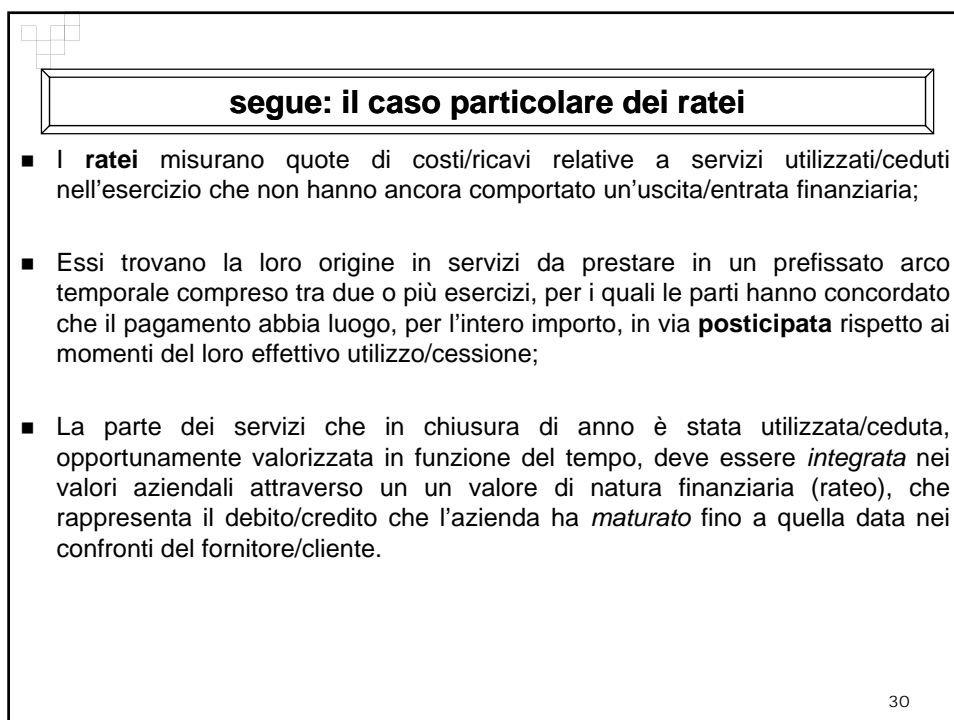 segue: il caso particolare dei ratei
■ I ratei misurano quote di costi/ricavi relative a servizi utilizzati/ceduti
nell'esercizio che non hanno ancora comportato un'uscita/entrata finanziaria;
■ Essi trovano la loro origine in servizi da prestare in un prefissato arco
temporale compreso tra due o più esercizi, per i quali le parti hanno concordato
che il pagamento abbia luogo, per l'intero importo, in via posticipata rispetto ai
momenti del loro effettivo utilizzo/cessione;
■ La parte dei servizi che in chiusura di anno è stata utilizzata/ceduta,
opportunamente valorizzata in funzione del tempo, deve essere integrata nei
valori aziendali attraverso un un valore di natura finanziaria (rateo), che
rappresenta il debito/credito che l'azienda ha maturato fino a quella data nei
confronti del fornitore/cliente.
30